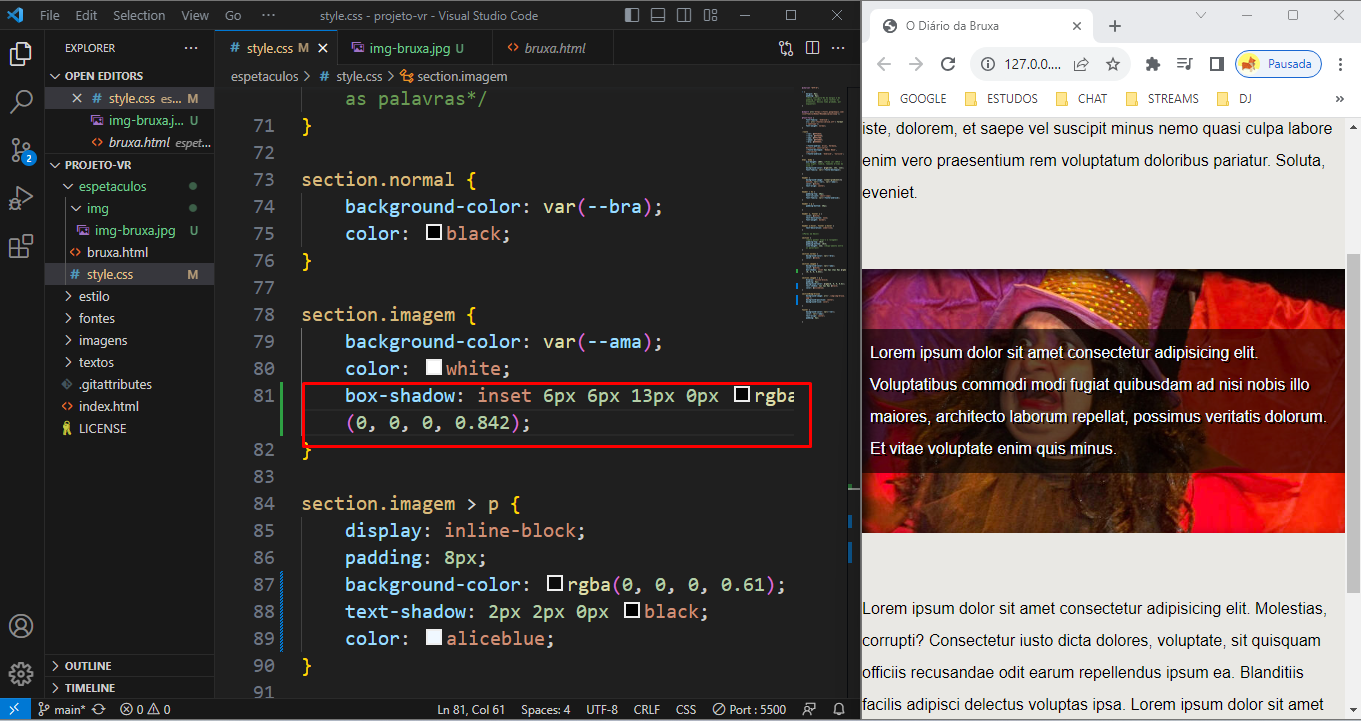 File Edit Selection View Go ··· style.css - projeto-vr - Visual Studio Code
EXPLORER ···
OPEN EDITORS
style.css es... M
img-bruxa.j... U
bruxa.html espet...
PROJETO-VR
espetaculos
img
img-bruxa.jpg U
bruxa.html
style.css M
estilo
fontes
imagens
textos
.gitattributes
index.html
LICENSE
OUTLINE
TIMELINE
2
# style.css M img-bruxa.jpg U bruxa.html
espetaculos > # style.css > section.imagem
as palavras*/
71 }
72
73 section.normal {
74 background-color: var(--bra);
75 color: black;
76 }
77
78 section.imagem {
79 background-color: var(--ama);
80 color: white;
81 box-shadow: inset 6px 6px 13px 0px rgba
(0, 0, 0, 0.842);
82 }
83
84 section.imagem > p {
85 display: inline-block;
86 padding: 8px;
87 background-color: rgba(0, 0, 0, 0.61);
88 text-shadow: 2px 2px 0px black;
89 color: aliceblue;
90 }
91
main* 0 0 Ln 81, Col 61 Spaces: 4 UTF-8 CRLF CSS Port : 5500
O Diário da Bruxa
127.0.0.... Pausada
GOOGLE ESTUDOS CHAT STREAMS DJ »
iste, dolorem, et saepe vel suscipit minus nemo quasi culpa labore
enim vero praesentium rem voluptatum doloribus pariatur. Soluta,
eveniet.
Lorem ipsum dolor sit amet consectetur adipisicing elit.
Voluptatibus commodi modi fugiat quibusdam ad nisi nobis illo
maiores, architecto laborum repellat, possimus veritatis dolorum.
Et vitae voluptate enim quis minus.
Lorem ipsum dolor sit amet consectetur adipisicing elit. Molestias,
corrupti? Consectetur iusto dicta dolores, voluptate, sit quisquam
officiis recusandae odit earum repellendus ipsum ea. Blanditiis
facilis adipisci delectus voluptas ipsa. Lorem ipsum dolor sit amet